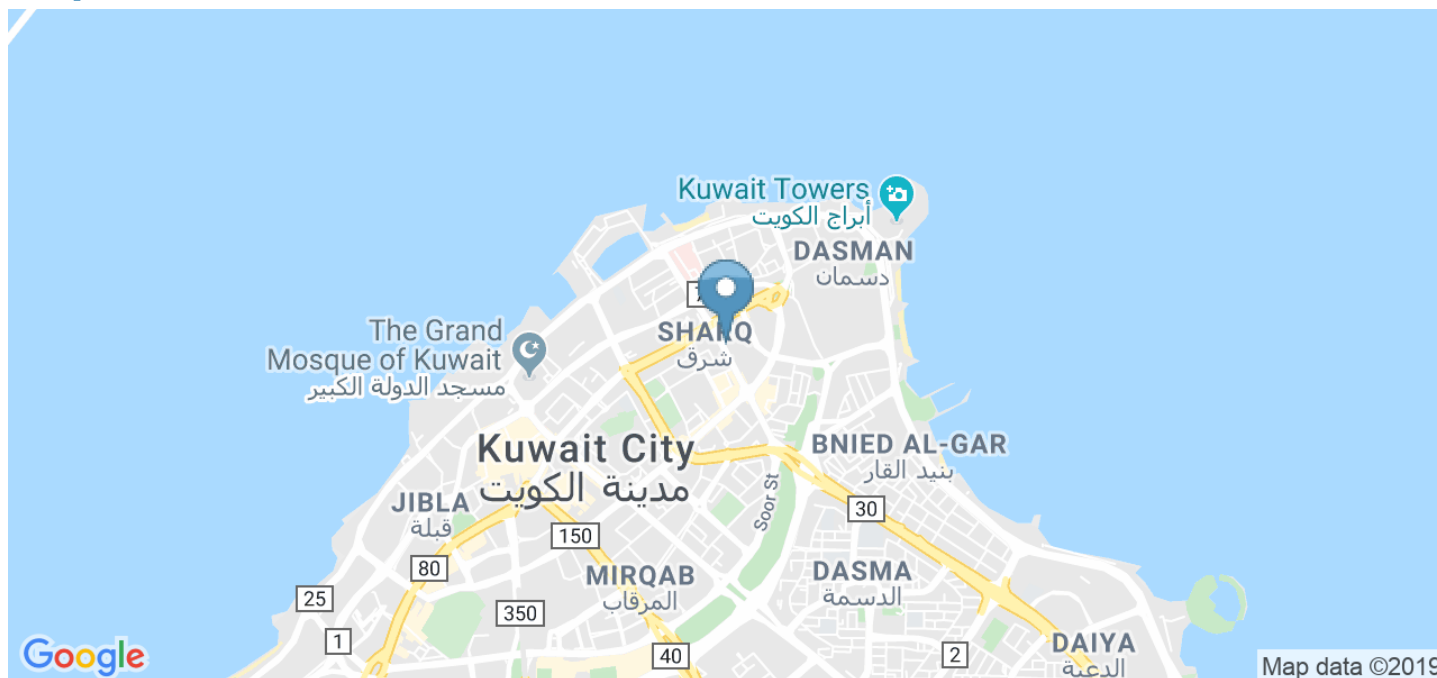 Kuwait Towers
أبراج الكويت
DASMAN
دسمان
SHARQ
شرق
The Grand
Mosque of Kuwait
مسجد الدولة الكبير
Kuwait City
مدينة الكويت
BNIED AL-GAR
بنيد القار
JIBLA
قبلة
Soor St
30
150
80
MIRQAB
المرقاب
DASMA
الدسمة
25
350
1
40
2
DAIYA
الدعية
Google
Map data ©2019